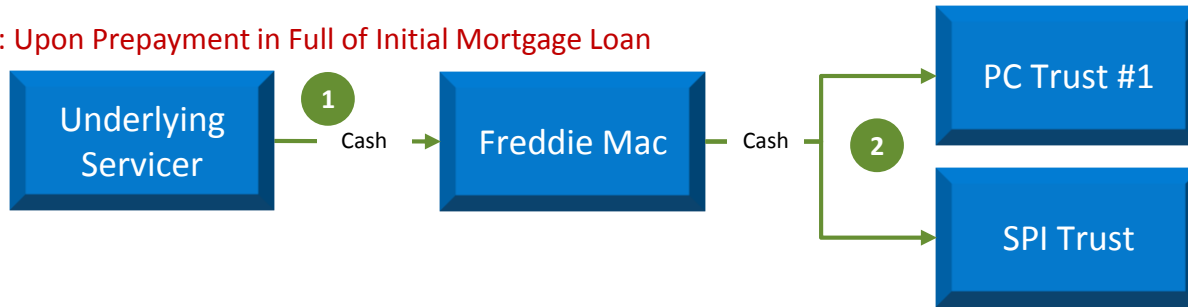 : Upon Prepayment in Full of Initial Mortgage Loan
Underlying
Servicer
1
Cash
Freddie Mac
Cash
2
PC Trust #1
SPI Trust